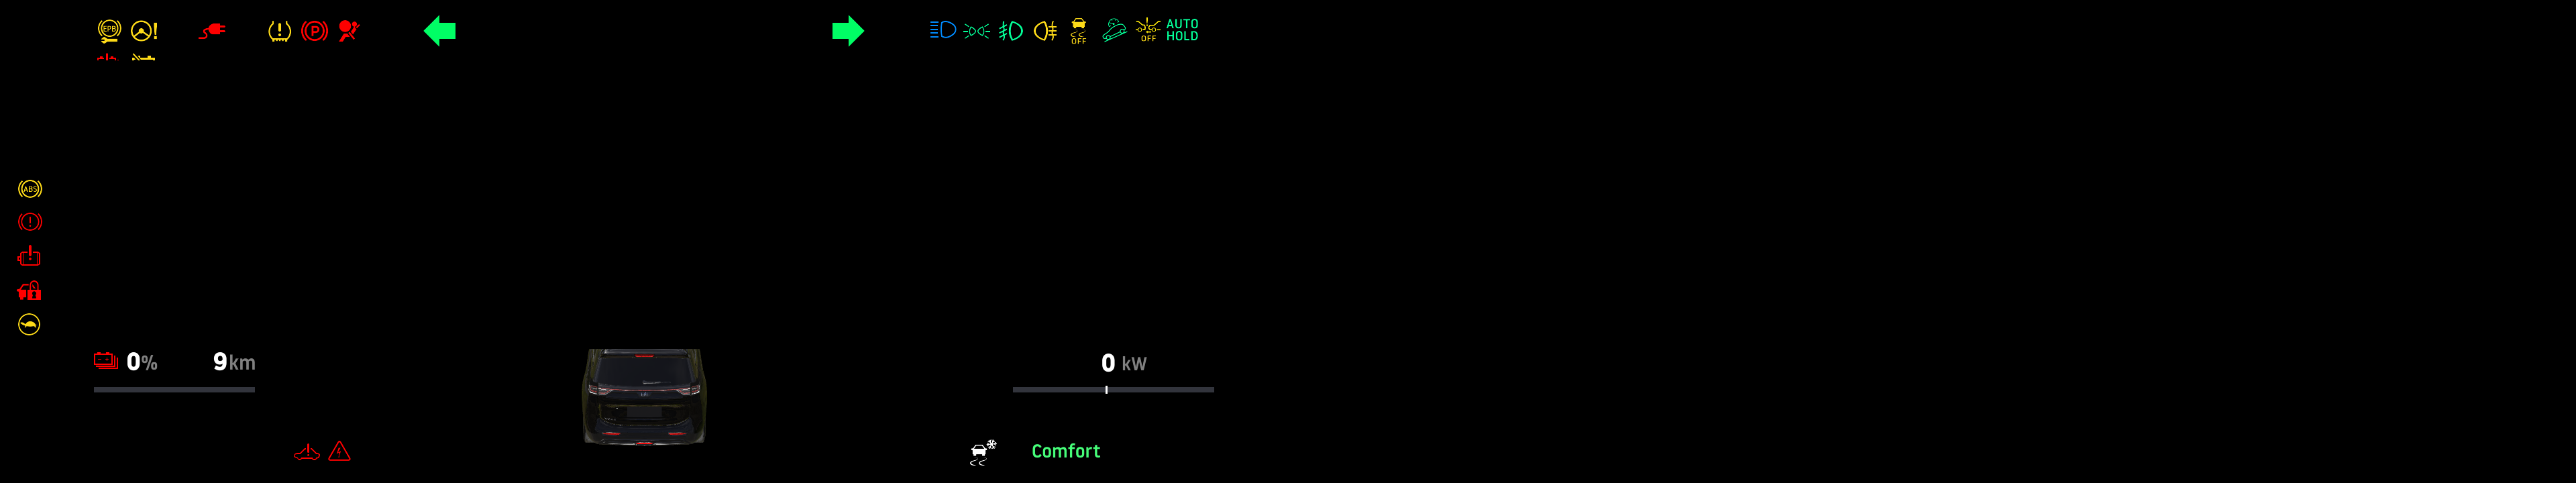 EPB
!
!
P
OFF
OFF
AUTO
HOLD
ABS
!
0% 9km
0 kW
Comfort